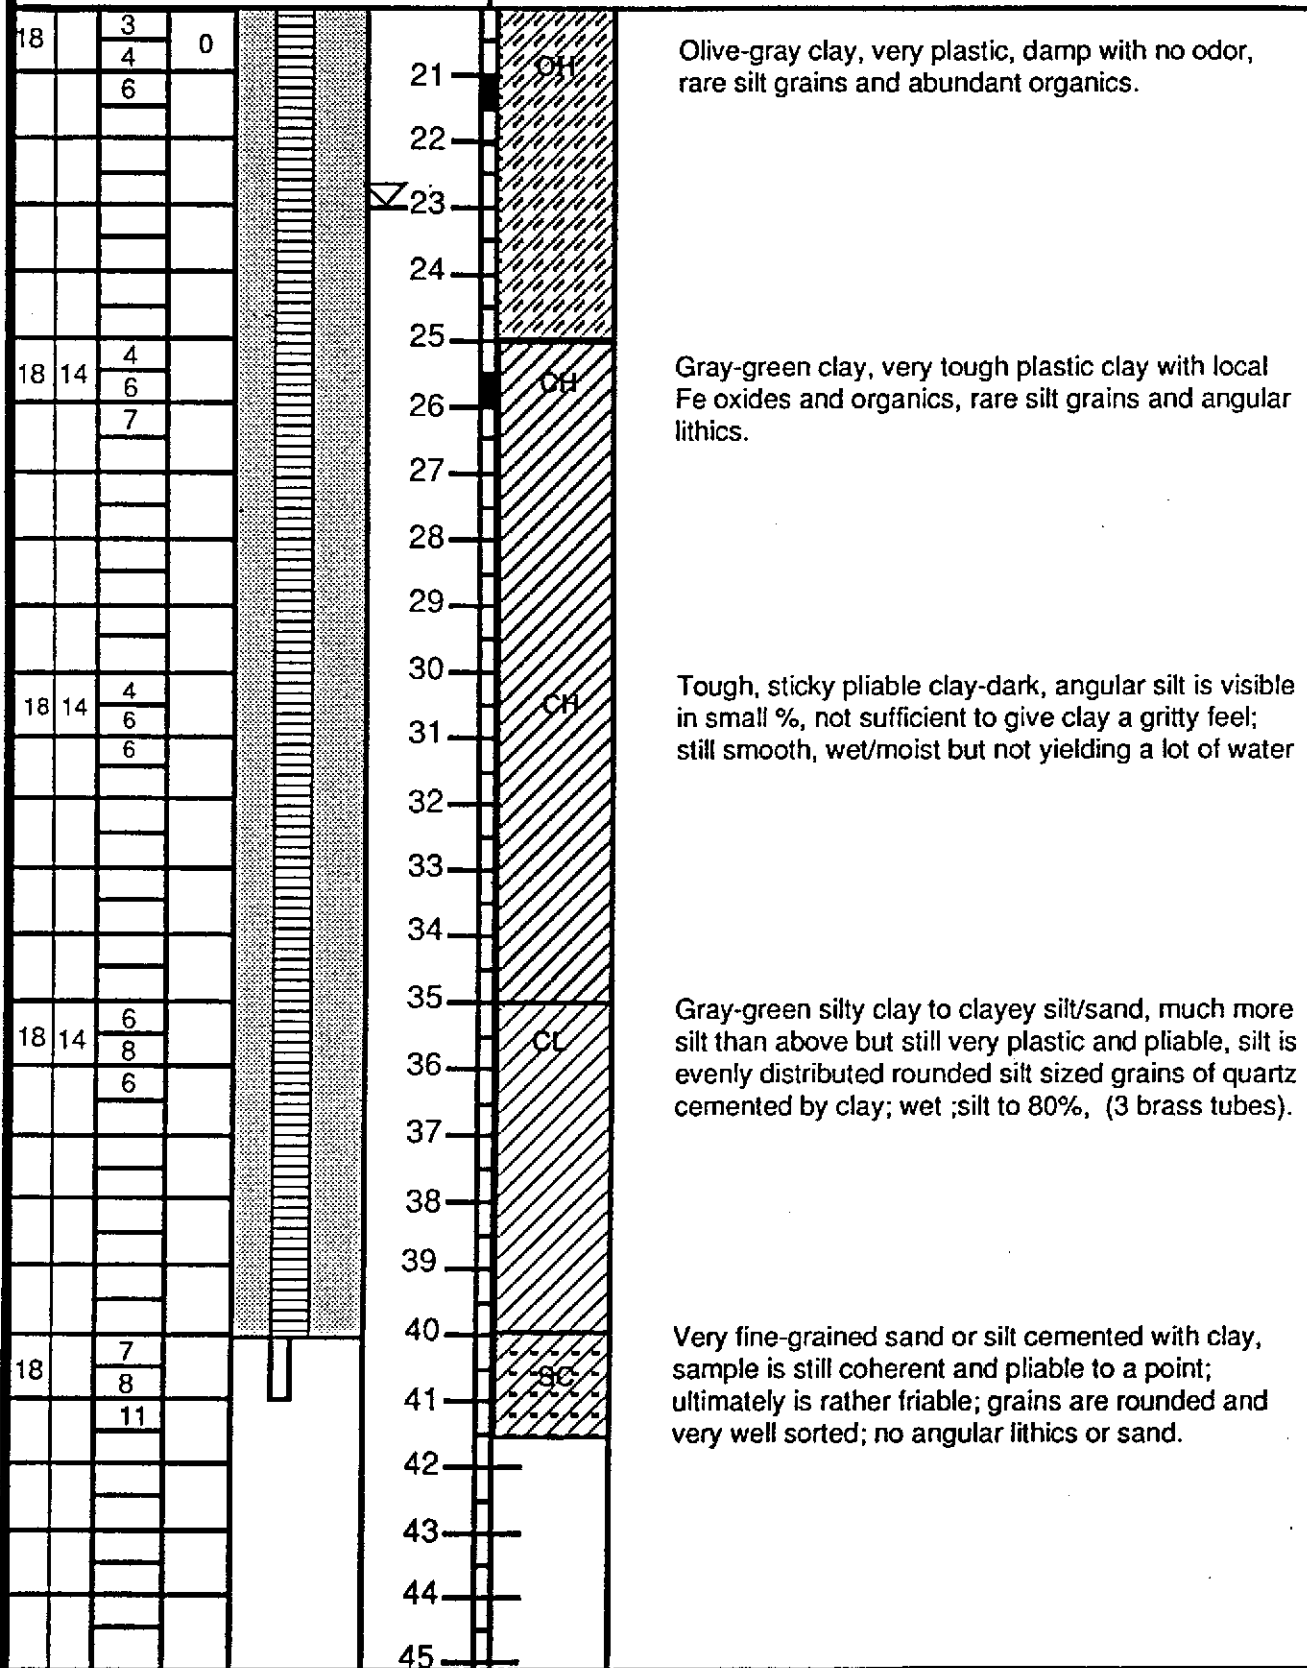 18 3 0
4
6
21
OH
Olive-gray clay, very plastic, damp with no odor,
rare silt grains and abundant organics.
22
23
24
25
18 14 4
6
7
26
CH
Gray-green clay, very tough plastic clay with local
Fe oxides and organics, rare silt grains and angular
lithics.
27
28
29
30
18 14 4
6
6
31
CH
Tough, sticky pliable clay-dark, angular silt is visible
in small %, not sufficient to give clay a gritty feel;
still smooth, wet/moist but not yielding a lot of water
32
33
34
35
18 14 6
8
6
36
CL
Gray-green silty clay to clayey silt/sand, much more
silt than above but still very plastic and pliable, silt is
evenly distributed rounded silt sized grains of quartz
cemented by clay; wet ;silt to 80%, (3 brass tubes).
37
38
39
40
18 7
8
11
41
SC
Very fine-grained sand or silt cemented with clay,
sample is still coherent and pliable to a point;
ultimately is rather friable; grains are rounded and
very well sorted; no angular lithics or sand.
42
43
44
45